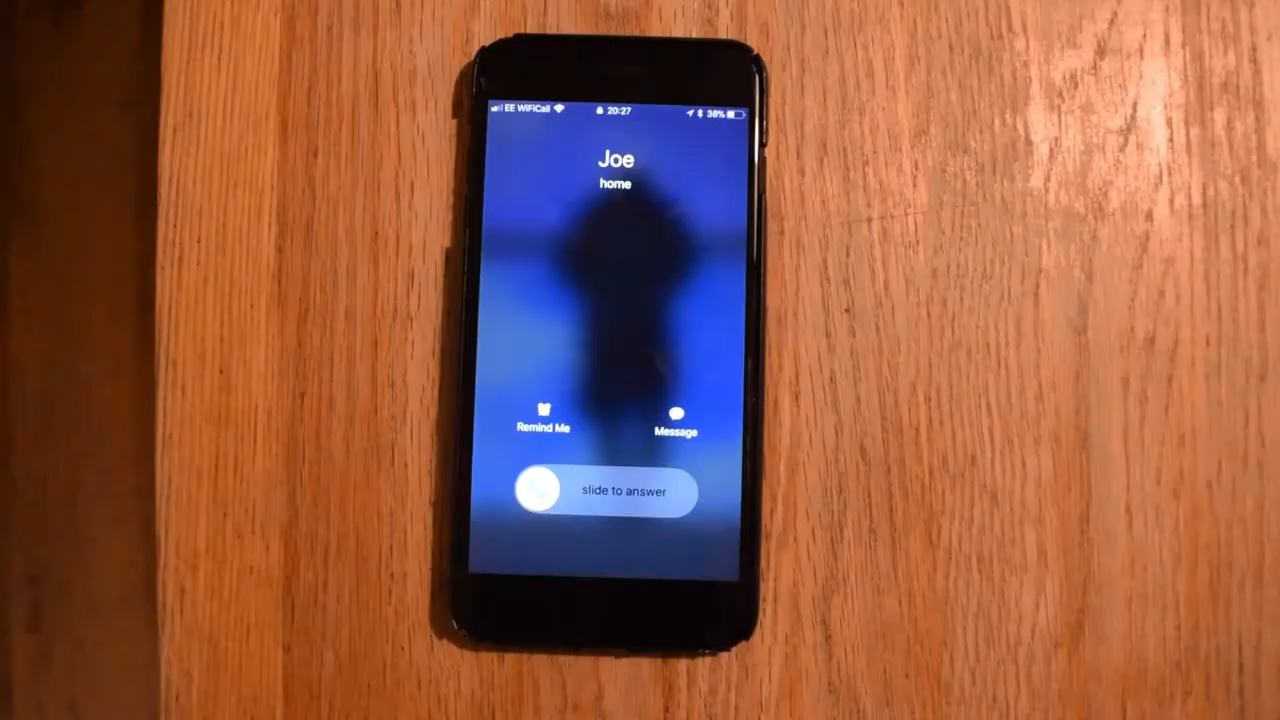 EE WiFiCall 20:27 38%
Joe
home
Remind Me Message
slide to answer